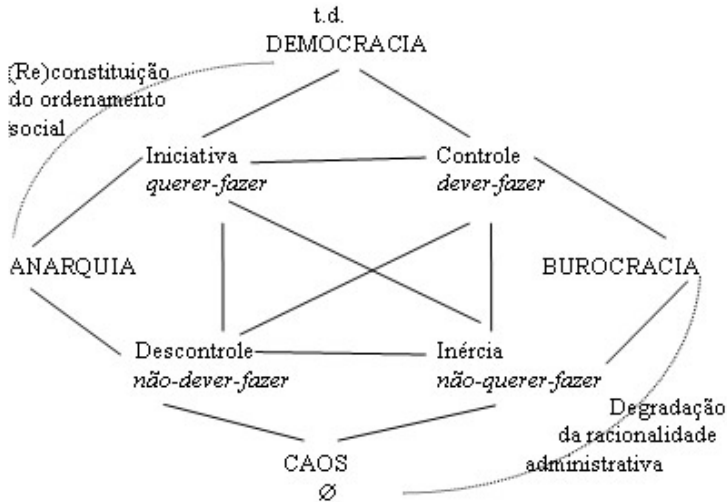 t.d.
DEMOCRACIA
(Re)constituição
do ordenamento
social
Iniciativa
querer-fazer
Controle
dever-fazer
ANARQUIA
BUROCRACIA
Descontrole
não-dever-fazer
Inércia
não-querer-fazer
Degradação
da racionalidade
administrativa
CAOS
Ø